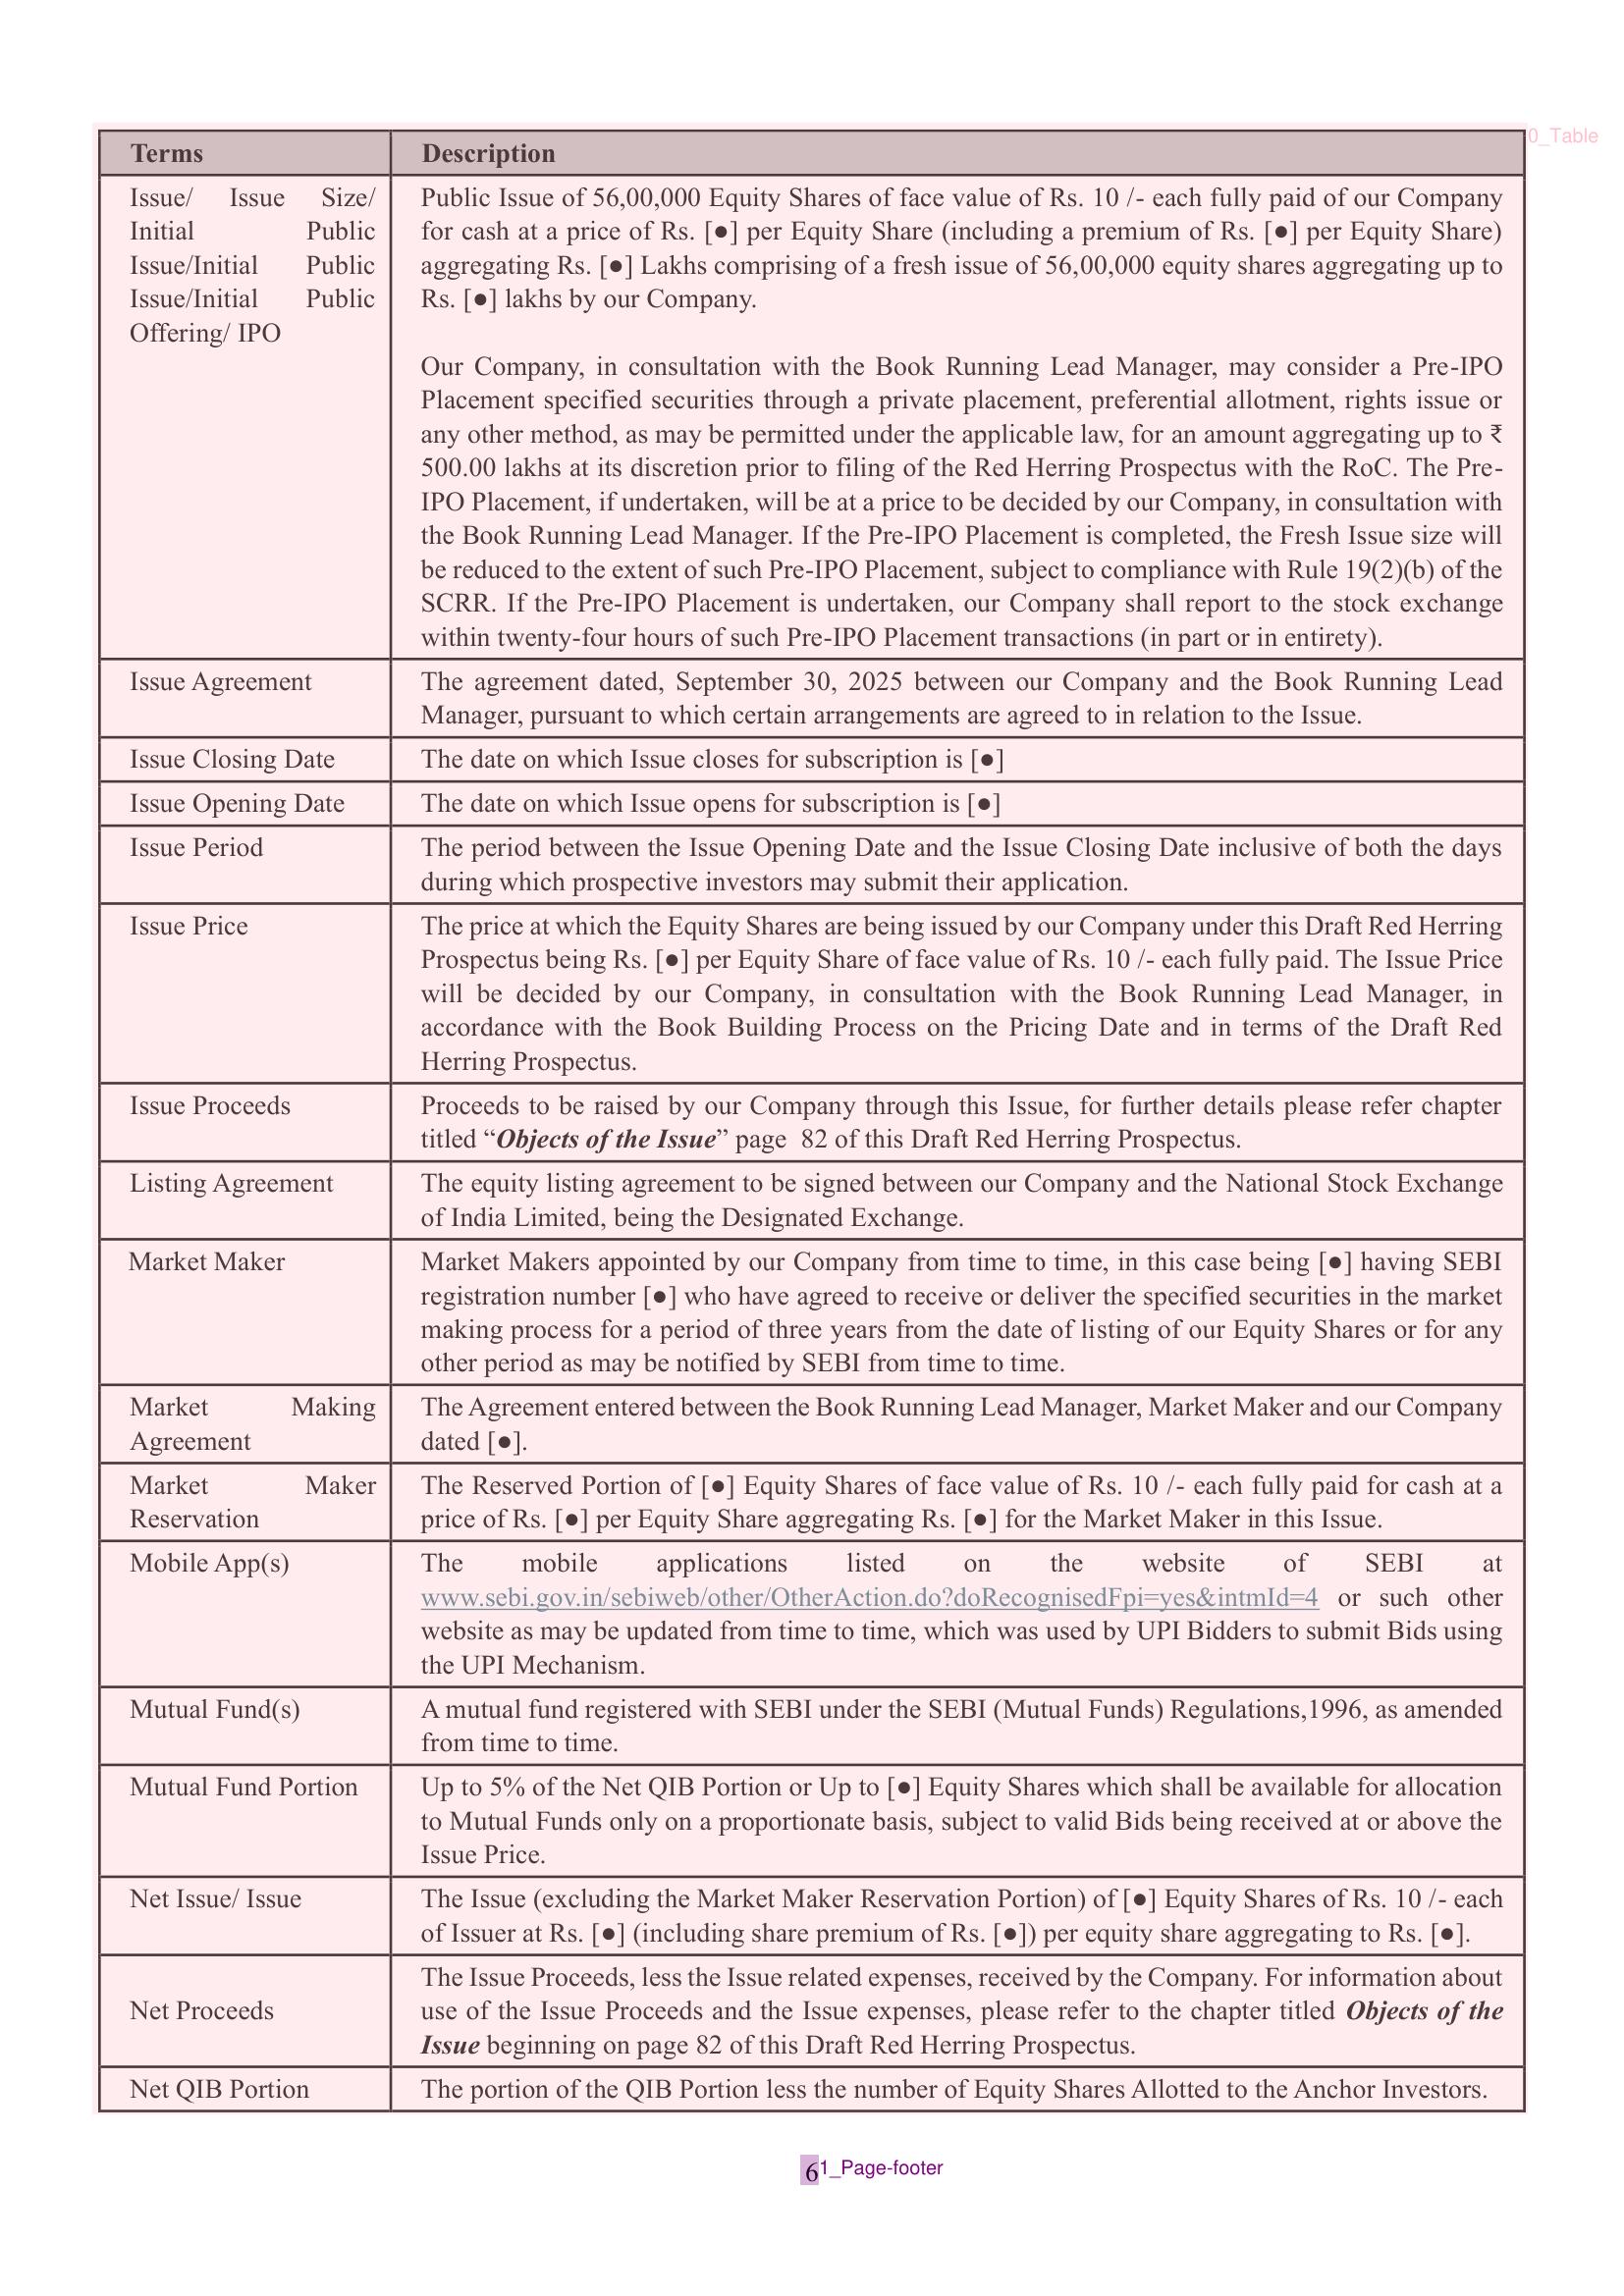 0_Table
Terms Description
Issue/ Issue Size/
Initial Public
Issue/Initial Public
Issue/Initial Public
Offering/ IPO
Public Issue of 56,00,000 Equity Shares of face value of Rs. 10 /- each fully paid of our Company
for cash at a price of Rs. [●] per Equity Share (including a premium of Rs. [●] per Equity Share)
aggregating Rs. [●] Lakhs comprising of a fresh issue of 56,00,000 equity shares aggregating up to
Rs. [●] lakhs by our Company.
Our Company, in consultation with the Book Running Lead Manager, may consider a Pre-IPO
Placement specified securities through a private placement, preferential allotment, rights issue or
any other method, as may be permitted under the applicable law, for an amount aggregating up to ₹
500.00 lakhs at its discretion prior to filing of the Red Herring Prospectus with the RoC. The Pre-
IPO Placement, if undertaken, will be at a price to be decided by our Company, in consultation with
the Book Running Lead Manager. If the Pre-IPO Placement is completed, the Fresh Issue size will
be reduced to the extent of such Pre-IPO Placement, subject to compliance with Rule 19(2)(b) of the
SCRR. If the Pre-IPO Placement is undertaken, our Company shall report to the stock exchange
within twenty-four hours of such Pre-IPO Placement transactions (in part or in entirety).
Issue Agreement
The agreement dated, September 30, 2025 between our Company and the Book Running Lead
Manager, pursuant to which certain arrangements are agreed to in relation to the Issue.
Issue Closing Date
The date on which Issue closes for subscription is [●]
Issue Opening Date
The date on which Issue opens for subscription is [●]
Issue Period
The period between the Issue Opening Date and the Issue Closing Date inclusive of both the days
during which prospective investors may submit their application.
Issue Price
The price at which the Equity Shares are being issued by our Company under this Draft Red Herring
Prospectus being Rs. [●] per Equity Share of face value of Rs. 10 /- each fully paid. The Issue Price
will be decided by our Company, in consultation with the Book Running Lead Manager, in
accordance with the Book Building Process on the Pricing Date and in terms of the Draft Red
Herring Prospectus.
Issue Proceeds
Proceeds to be raised by our Company through this Issue, for further details please refer chapter
titled “Objects of the Issue” page 82 of this Draft Red Herring Prospectus.
Listing Agreement
The equity listing agreement to be signed between our Company and the National Stock Exchange
of India Limited, being the Designated Exchange.
Market Maker
Market Makers appointed by our Company from time to time, in this case being [●] having SEBI
registration number [●] who have agreed to receive or deliver the specified securities in the market
making process for a period of three years from the date of listing of our Equity Shares or for any
other period as may be notified by SEBI from time to time.
Market Making
Agreement
The Agreement entered between the Book Running Lead Manager, Market Maker and our Company
dated [●].
Market Maker
Reservation
The Reserved Portion of [●] Equity Shares of face value of Rs. 10 /- each fully paid for cash at a
price of Rs. [●] per Equity Share aggregating Rs. [●] for the Market Maker in this Issue.
Mobile App(s)
The mobile applications listed on the website of SEBI at
www.sebi.gov.in/sebiweb/other/OtherAction.do?doRecognisedFpi=yes&intmId=4 or such other
website as may be updated from time to time, which was used by UPI Bidders to submit Bids using
the UPI Mechanism.
Mutual Fund(s)
A mutual fund registered with SEBI under the SEBI (Mutual Funds) Regulations,1996, as amended
from time to time.
Mutual Fund Portion
Up to 5% of the Net QIB Portion or Up to [●] Equity Shares which shall be available for allocation
to Mutual Funds only on a proportionate basis, subject to valid Bids being received at or above the
Issue Price.
Net Issue/ Issue
The Issue (excluding the Market Maker Reservation Portion) of [●] Equity Shares of Rs. 10 /- each
of Issuer at Rs. [●] (including share premium of Rs. [●]) per equity share aggregating to Rs. [●].
Net Proceeds
The Issue Proceeds, less the Issue related expenses, received by the Company. For information about
use of the Issue Proceeds and the Issue expenses, please refer to the chapter titled Objects of the
Issue beginning on page 82 of this Draft Red Herring Prospectus.
Net QIB Portion
The portion of the QIB Portion less the number of Equity Shares Allotted to the Anchor Investors.
6 1_Page-footer